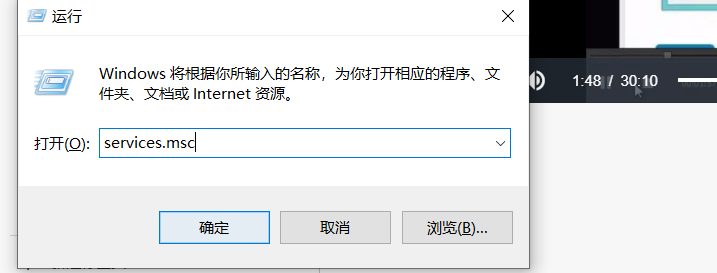 运行
Windows 将根据你所输入的名称，为你打开相应的程序、文
件夹、文档或 Internet 资源。
打开(O): services.msc
确定 取消 浏览(B)...
1:48 / 30:10